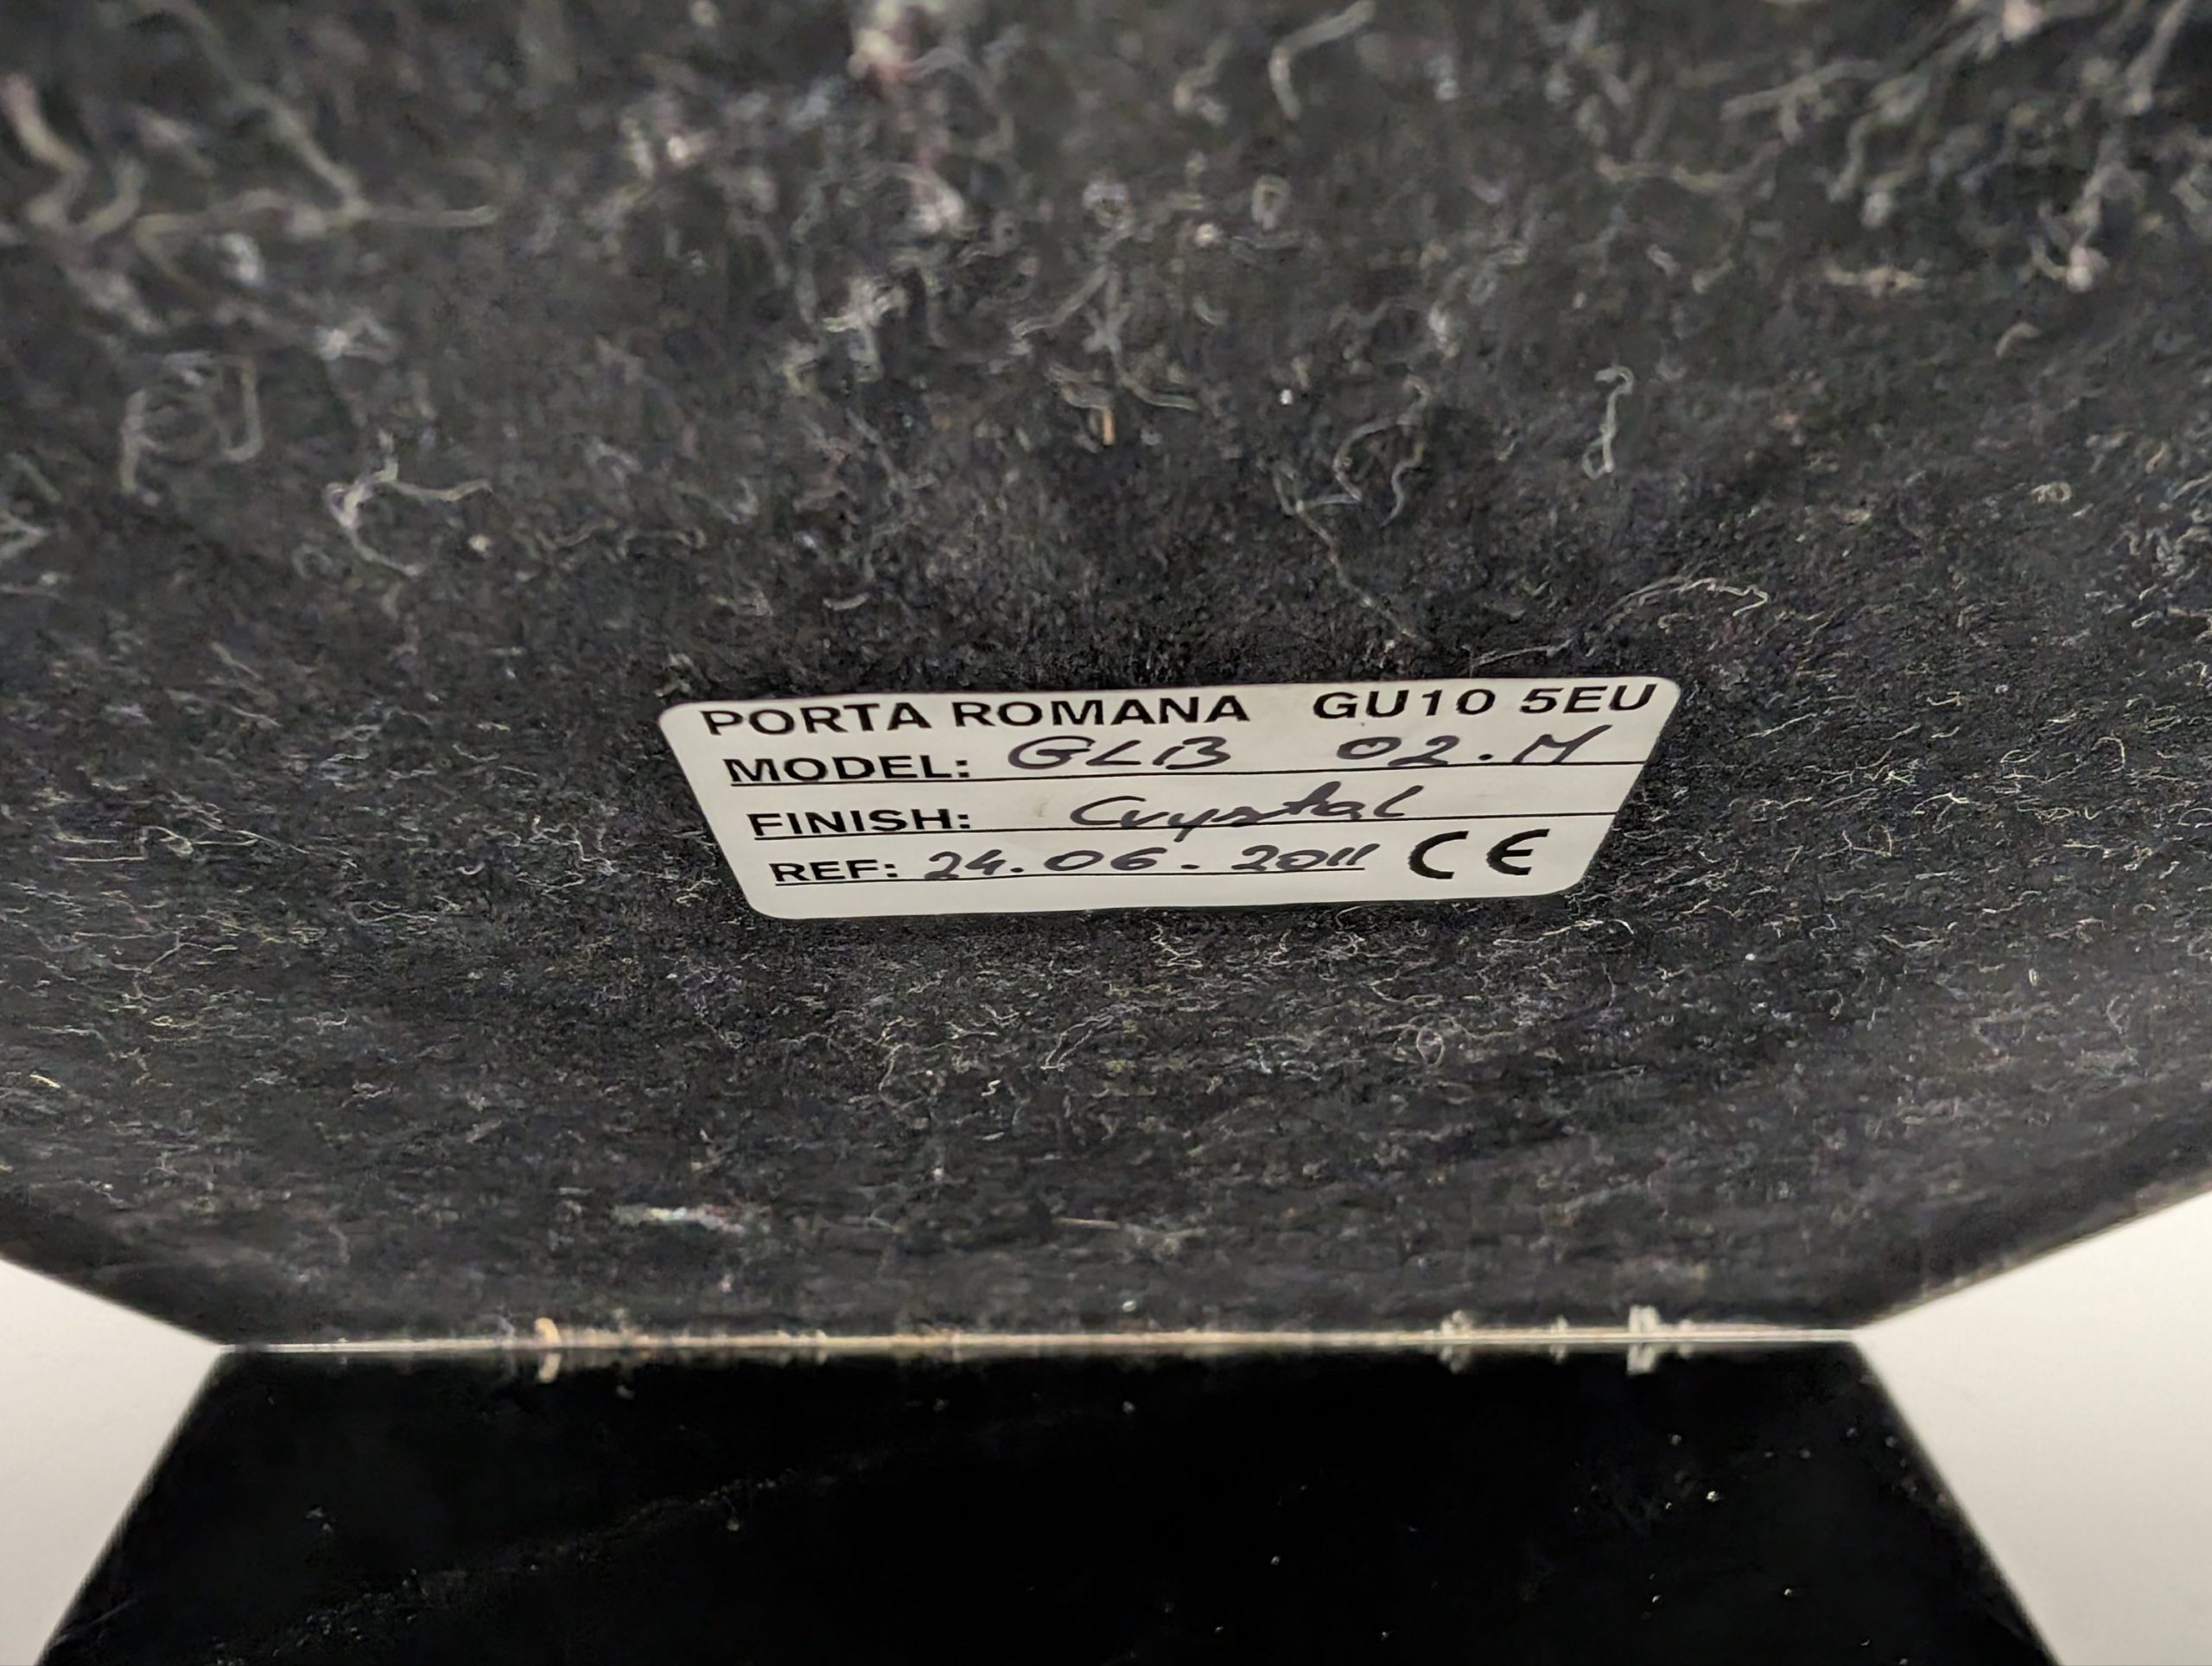 PORTA ROMANA GU10 5EU
MODEL: GLB 02.M
FINISH: Crystal
REF: 24.06.2011 CE